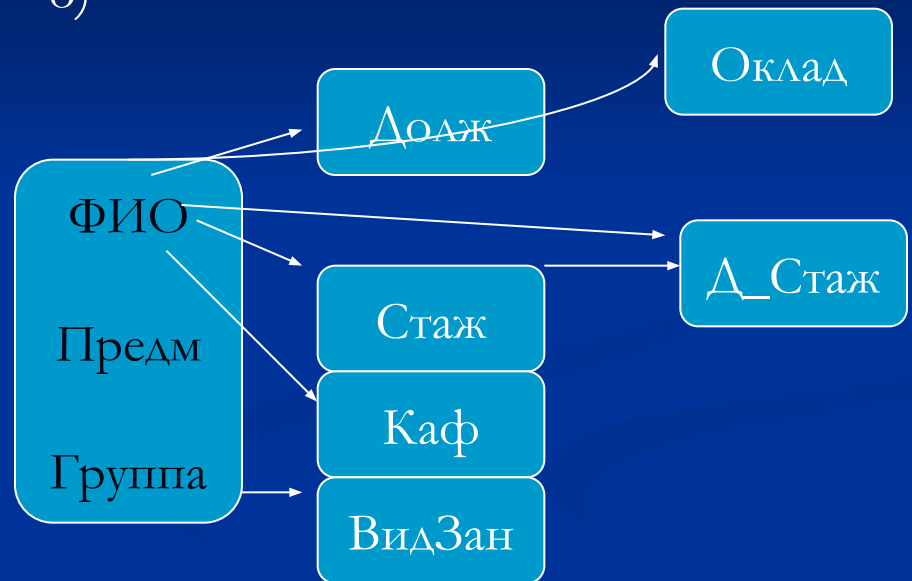 Оклад
Долж
ФИО
Д_Стаж
Стаж
Предм
Каф
Группа
ВидЗан